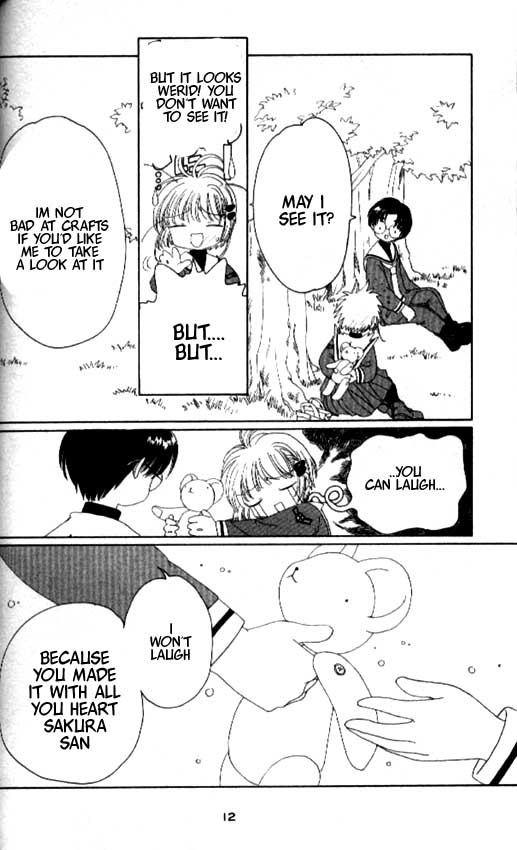 MAY I
SEE IT?
BUT IT LOOKS
WERID! YOU
DON'T WANT
TO SEE IT!
BUT....
BUT...
IM NOT
BAD AT CRAFTS
IF YOU'D LIKE
ME TO TAKE
A LOOK AT IT
..YOU
CAN LAUGH...
I
WON'T
LAUGH
BECAUSE
YOU MADE
IT WITH ALL
YOU HEART
SAKURA
SAN
12